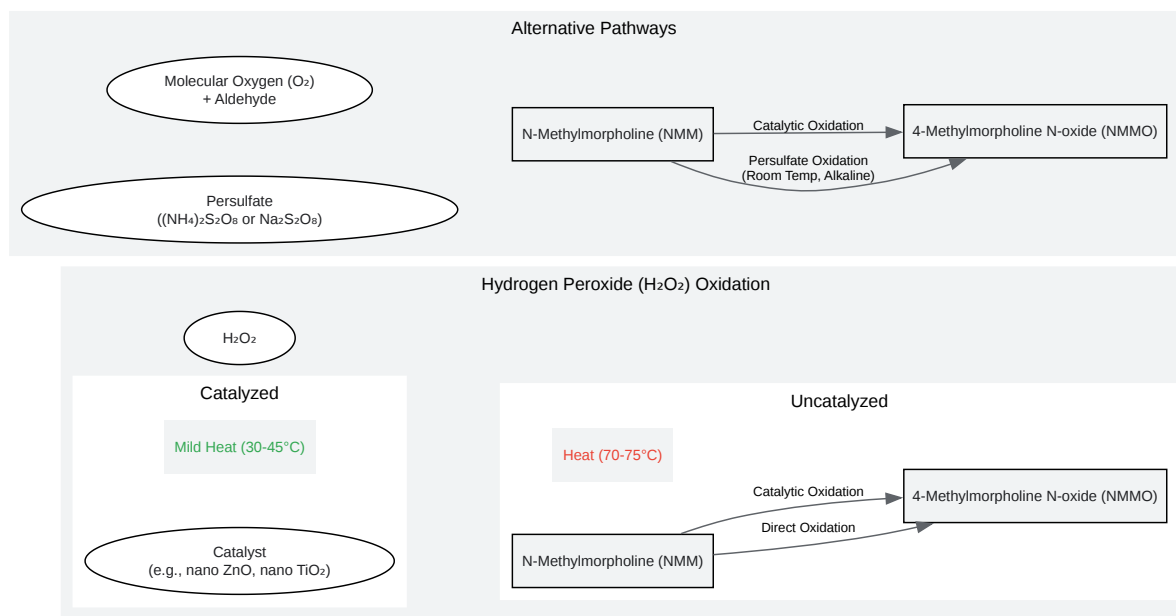 Alternative Pathways
Molecular Oxygen (O₂)
+ Aldehyde
Persulfate
((NH₄)₂S₂O₈ or Na₂S₂O₈)
N-Methylmorpholine (NMM)
Catalytic Oxidation
Persulfate Oxidation
(Room Temp, Alkaline)
4-Methylmorpholine N-oxide (NMMO)
Hydrogen Peroxide (H₂O₂) Oxidation
H₂O₂
Catalyzed
Mild Heat (30-45°C)
Catalyst
(e.g., nano ZnO, nano TiO₂)
Uncatalyzed
Heat (70-75°C)
N-Methylmorpholine (NMM)
Catalytic Oxidation
Direct Oxidation
4-Methylmorpholine N-oxide (NMMO)